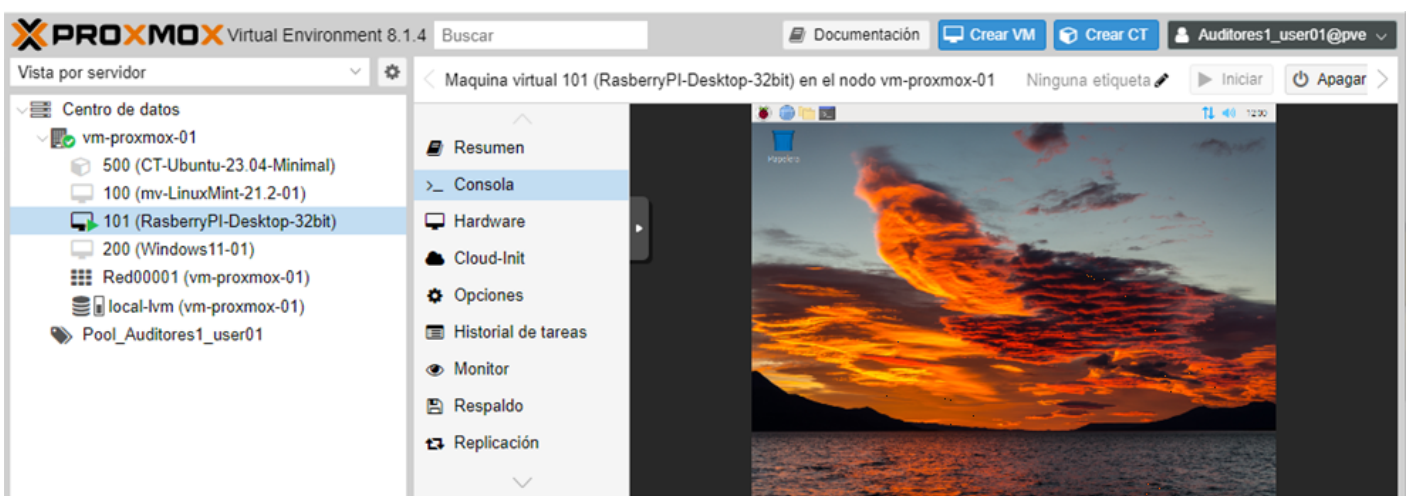 PROXMOX Virtual Environment 8.1.4 Buscar Documentación Crear VM Crear CT Auditores1_user01@pve
Vista por servidor
Maquina virtual 101 (RasberryPI-Desktop-32bit) en el nodo vm-proxmox-01 Ninguna etiqueta Iniciar Apagar
Centro de datos
vm-proxmox-01
500 (CT-Ubuntu-23.04-Minimal)
100 (mv-LinuxMint-21.2-01)
101 (RasberryPI-Desktop-32bit)
200 (Windows11-01)
Red00001 (vm-proxmox-01)
local-lvm (vm-proxmox-01)
Pool_Auditores1_user01
Resumen
>_ Consola
Hardware
Cloud-Init
Opciones
Historial de tareas
Monitor
Respaldo
Replicación
Papelera